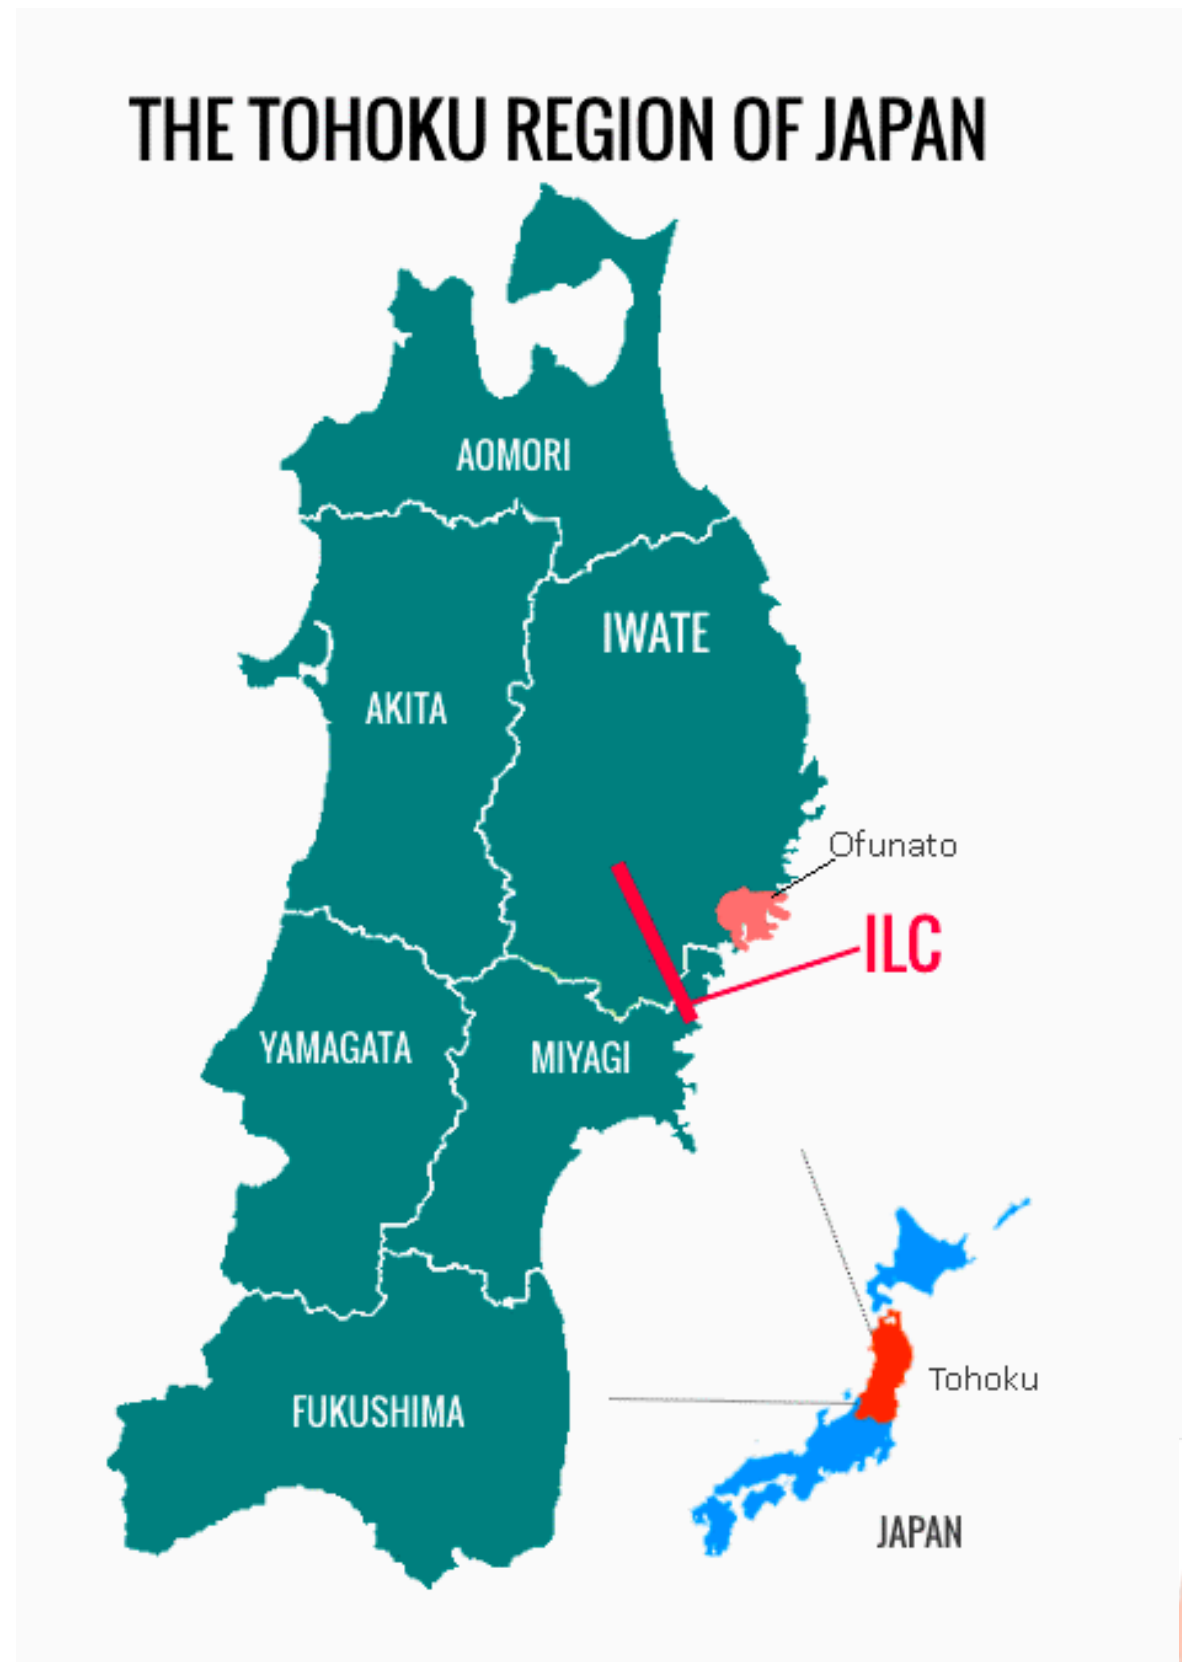 THE TOHOKU REGION OF JAPAN
AOMORI
IWATE
AKITA
Ofunato
ILC
YAMAGATA
MIYAGI
Tohoku
FUKUSHIMA
JAPAN